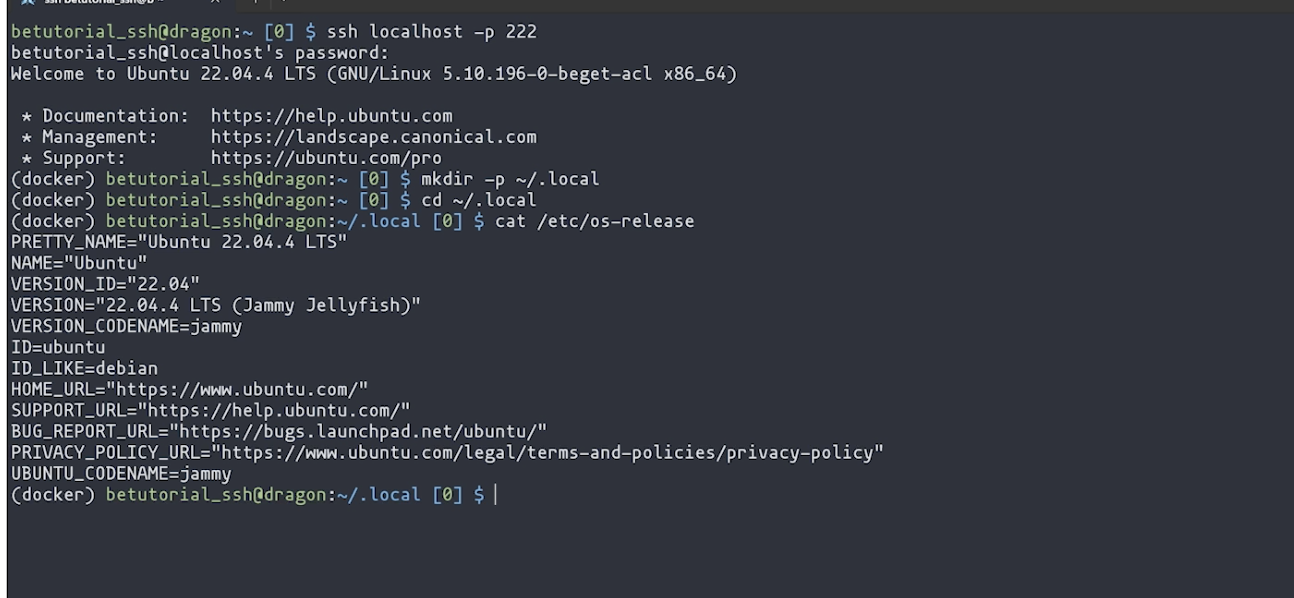 betutorial_ssh@dragon:~ [0] $ ssh localhost -p 222
betutorial_ssh@localhost's password:
Welcome to Ubuntu 22.04.4 LTS (GNU/Linux 5.10.196-0-beget-acl x86_64)
* Documentation:  https://help.ubuntu.com
* Management:     https://landscape.canonical.com
* Support:        https://ubuntu.com/pro
(docker) betutorial_ssh@dragon:~ [0] $ mkdir -p ~/.local
(docker) betutorial_ssh@dragon:~ [0] $ cd ~/.local
(docker) betutorial_ssh@dragon:~/.local [0] $ cat /etc/os-release
PRETTY_NAME="Ubuntu 22.04.4 LTS"
NAME="Ubuntu"
VERSION_ID="22.04"
VERSION="22.04.4 LTS (Jammy Jellyfish)"
VERSION_CODENAME=jammy
ID=ubuntu
ID_LIKE=debian
HOME_URL="https://www.ubuntu.com/"
SUPPORT_URL="https://help.ubuntu.com/"
BUG_REPORT_URL="https://bugs.launchpad.net/ubuntu/"
PRIVACY_POLICY_URL="https://www.ubuntu.com/legal/terms-and-policies/privacy-policy"
UBUNTU_CODENAME=jammy
(docker) betutorial_ssh@dragon:~/.local [0] $